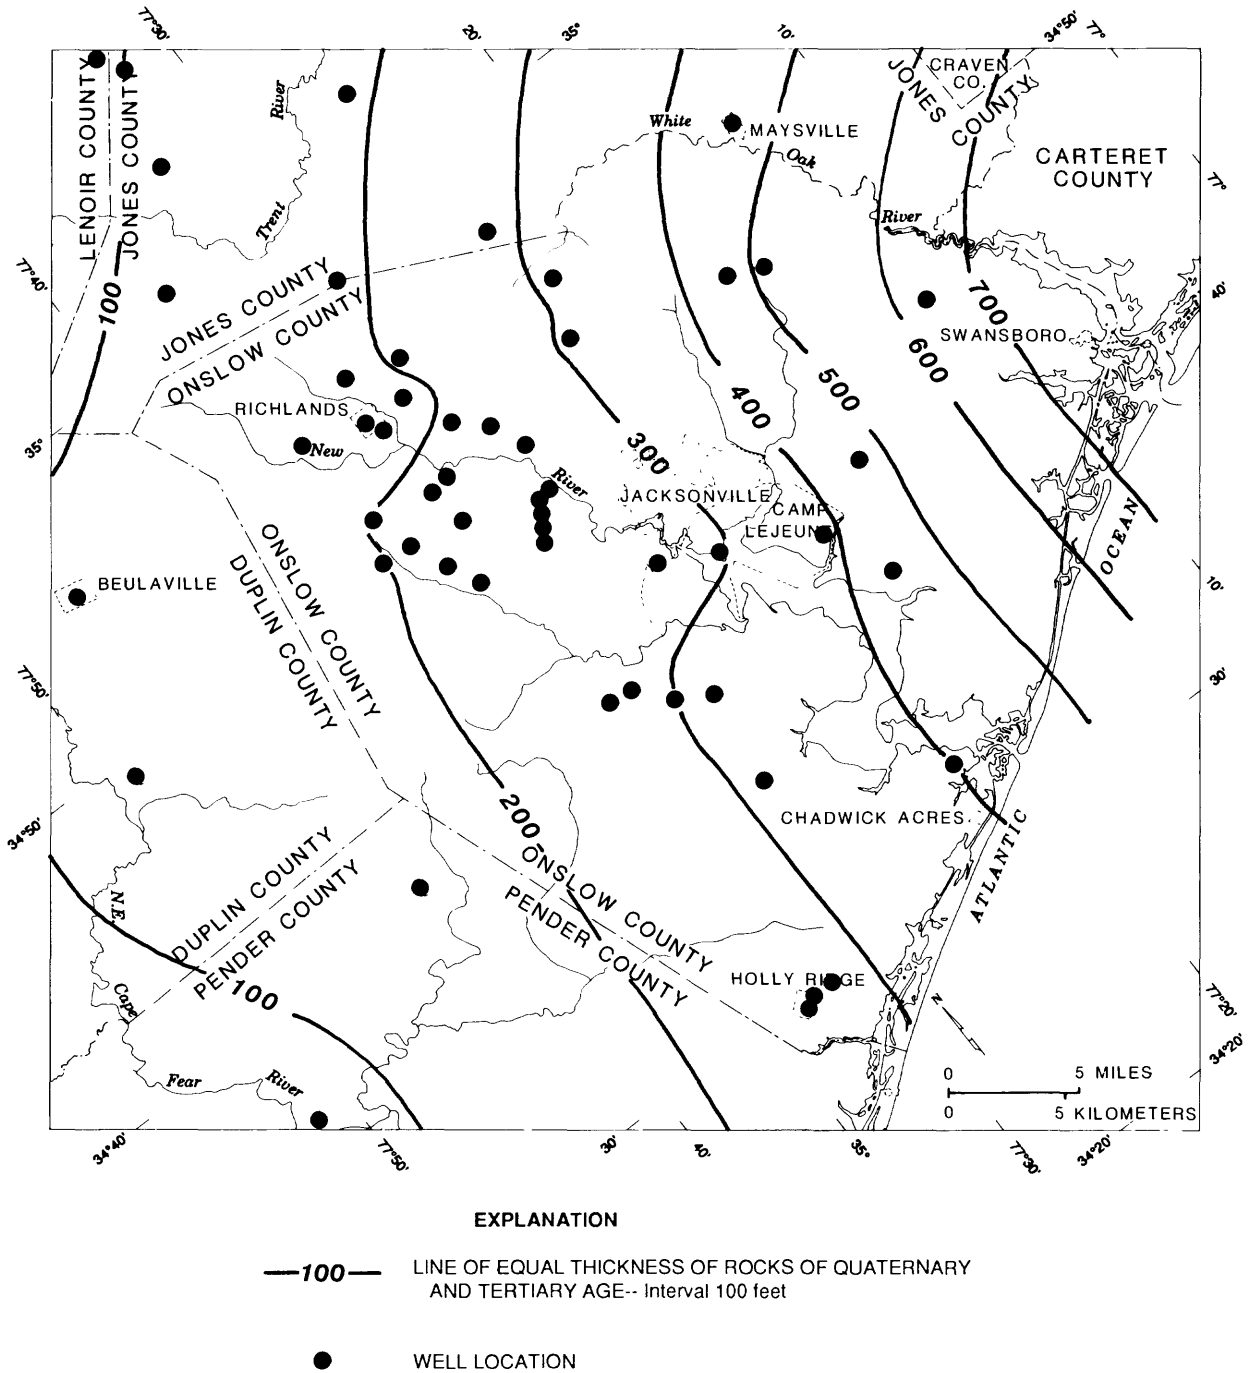 77°30'
20'
35°
10'
34°50'
77°
CRAVEN
CO.
JONES
COUNTY
LENOIR COUNTY
JONES COUNTY
River
Trent
White
MAYSVILLE
Oak
River
CARTERET
COUNTY
77°
77°40'
40'
100
JONES COUNTY
ONSLOW COUNTY
700
SWANSBORO
600
500
400
RICHLANDS
New
300
River
35°
JACKSONVILLE
CAMP
LEJEUNE
OCEAN
ONSLOW COUNTY
DUPLIN COUNTY
BEULAVILLE
10'
77°50'
30'
200
CHADWICK ACRES
ATLANTIC
34°50'
ONSLOW COUNTY
PENDER COUNTY
DUPLIN COUNTY
PENDER COUNTY
N.E.
Cape
100
HOLLY RIDGE
N
77°20'
34°20'
Fear
River
0 5 MILES
0 5 KILOMETERS
34°40'
77°50'
30'
40'
35°
77°30'
34°20'
EXPLANATION
100
LINE OF EQUAL THICKNESS OF ROCKS OF QUATERNARY
AND TERTIARY AGE-- Interval 100 feet
WELL LOCATION